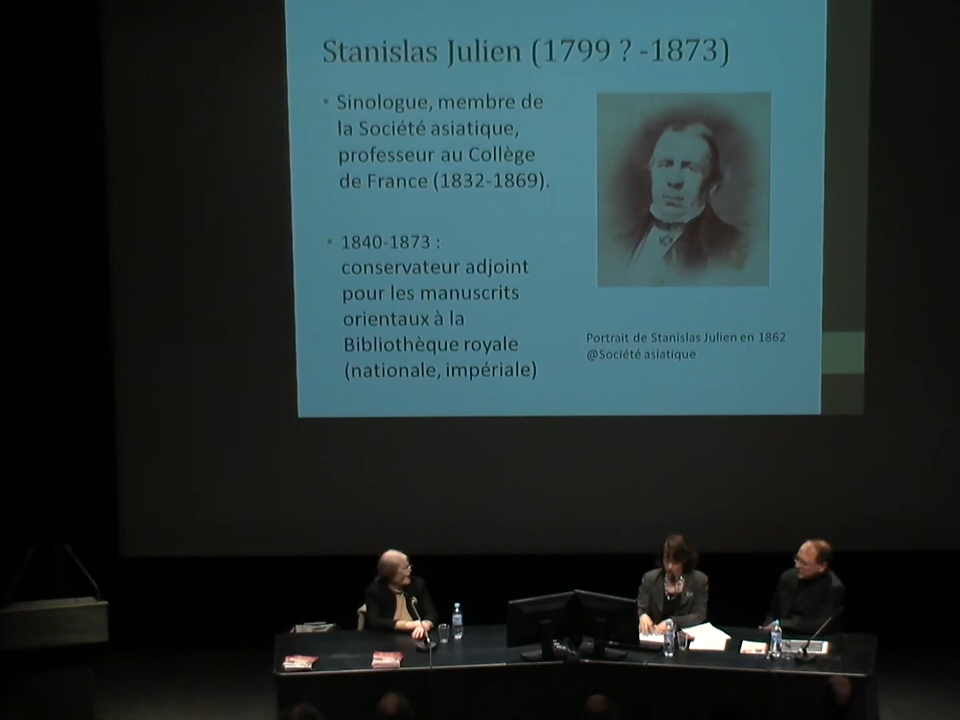 Stanislas Julien (1799 ? -1873)
• Sinologue, membre de
la Société asiatique,
professeur au Collège
de France (1832-1869).
• 1840-1873 :
conservateur adjoint
pour les manuscrits
orientaux à la
Bibliothèque royale
(nationale, impériale)
Portrait de Stanislas Julien en 1862
@Société asiatique